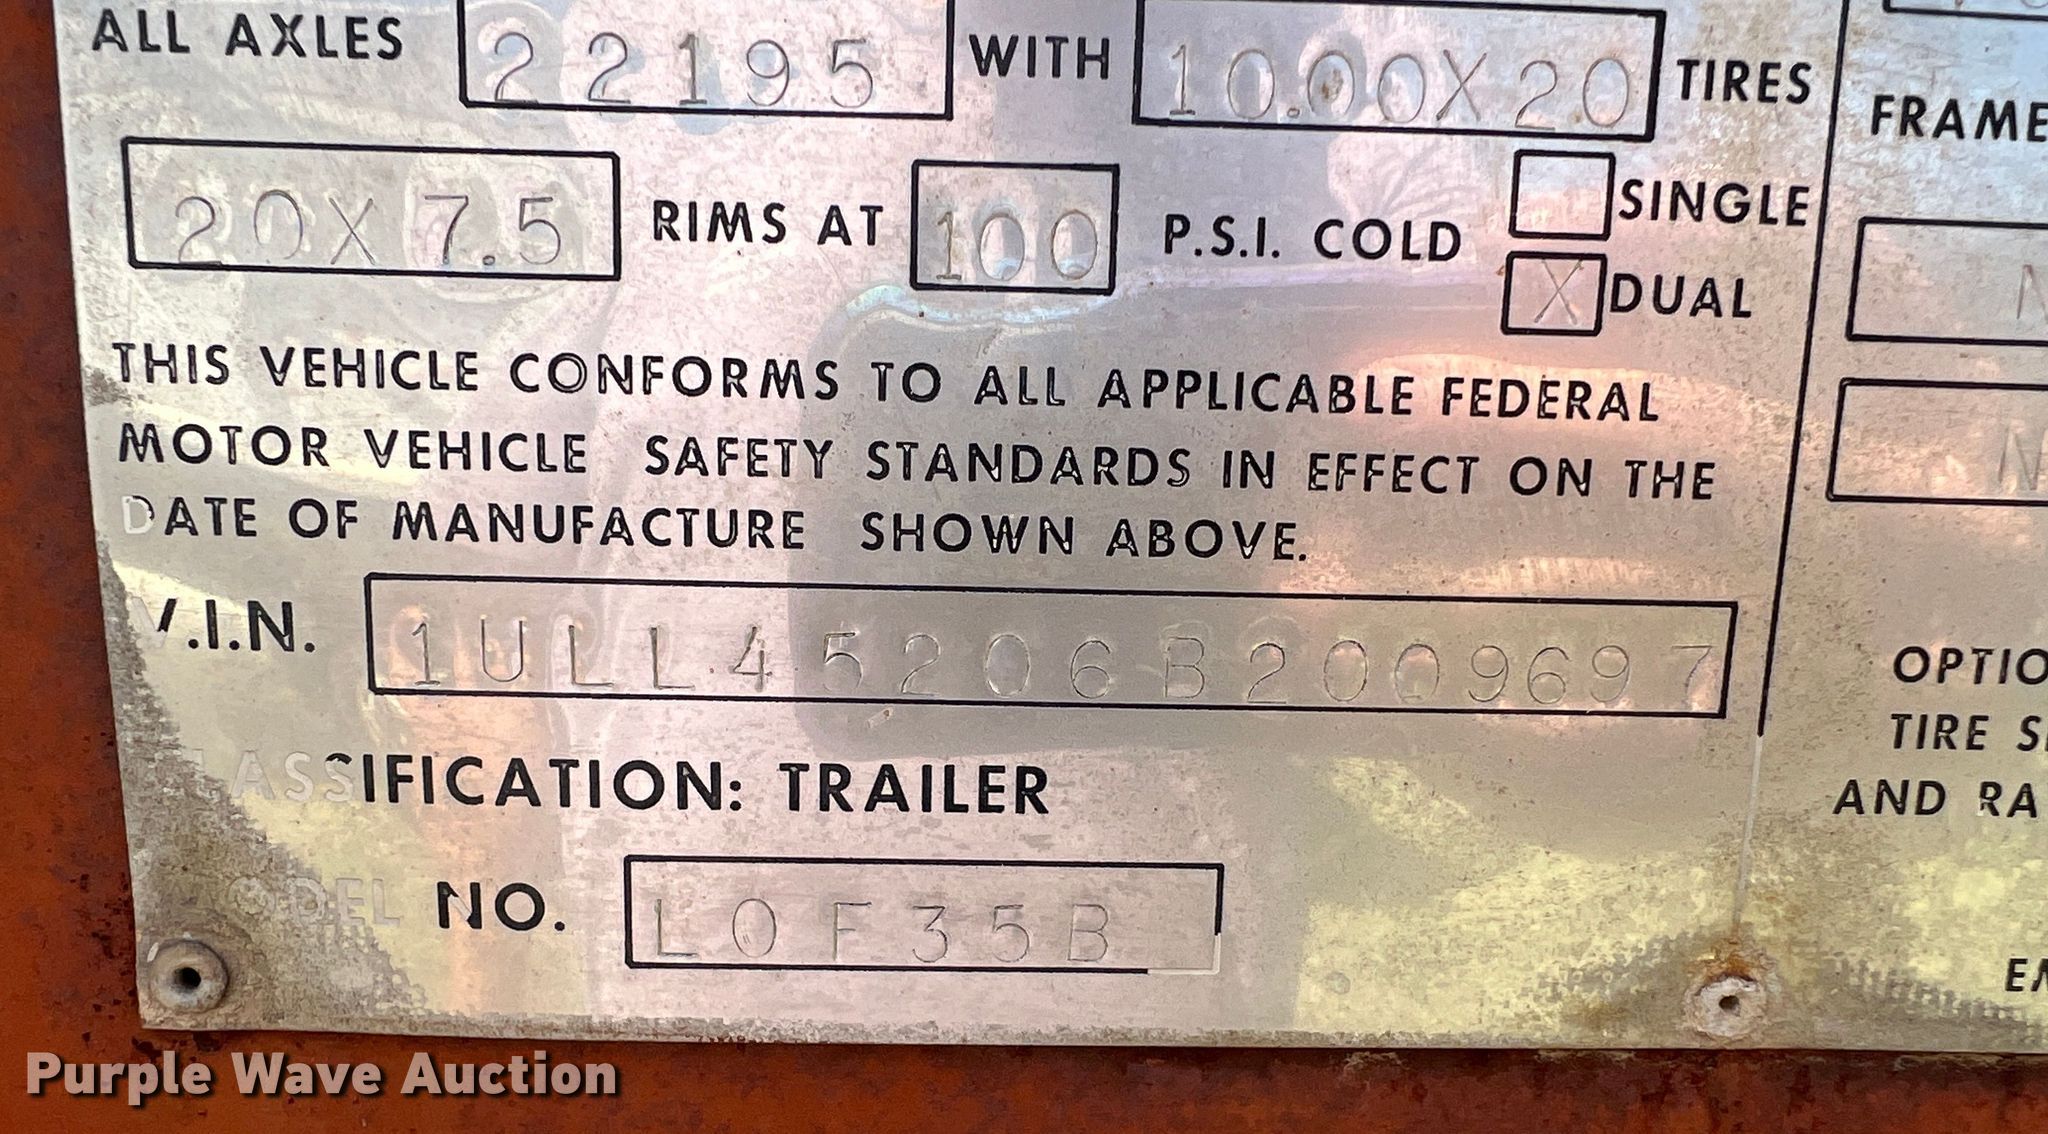 ALL AXLES 22195 WITH 10.00X20 TIRES
20X7.5 RIMS AT 100 P.S.I. COLD SINGLE
X DUAL
THIS VEHICLE CONFORMS TO ALL APPLICABLE FEDERAL
MOTOR VEHICLE SAFETY STANDARDS IN EFFECT ON THE
DATE OF MANUFACTURE SHOWN ABOVE.
V.I.N. 1ULL45206B2009697
CLASSIFICATION: TRAILER
MODEL NO. LOF35B
FRAME
N
N
OPTIO
TIRE S
AND RA
EN
Purple Wave Auction